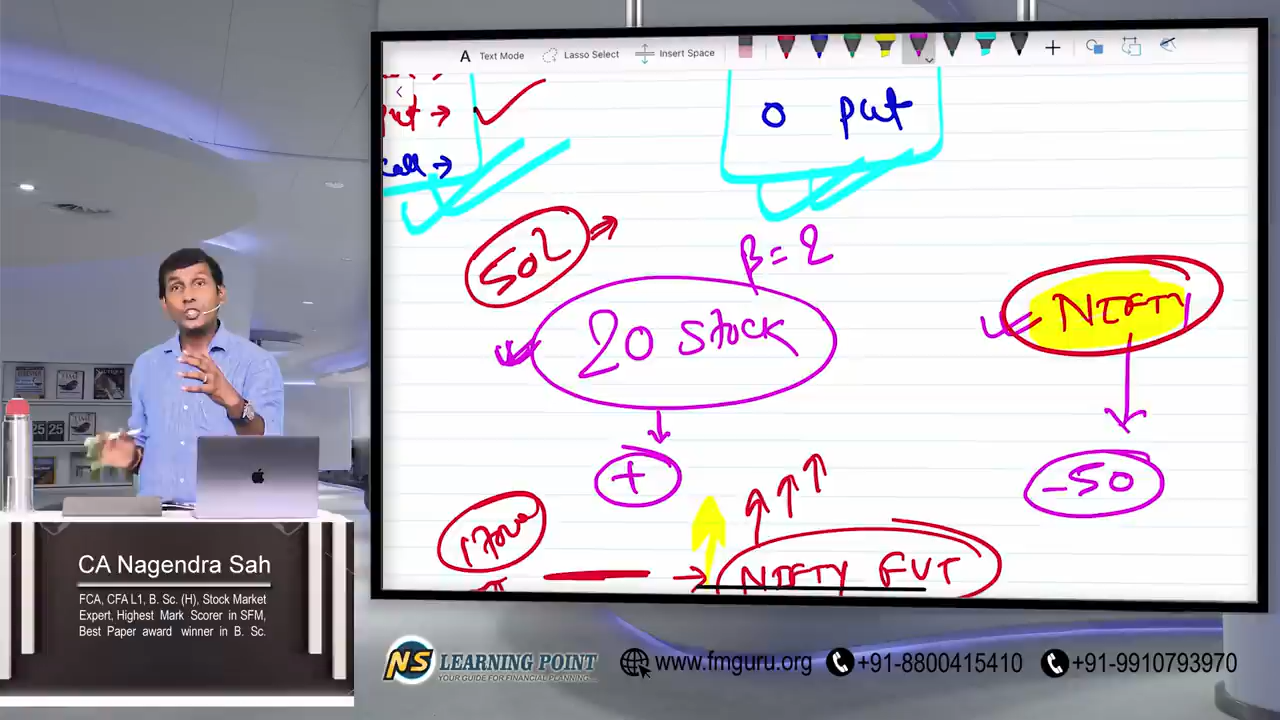 Text Mode
Lasso Select
Insert Space
put →
call →
0 put
50L
β = 2
20 Stock
NIFTY
+
-50
NIFTY FUT
25 25
CA Nagendra Sah
FCA, CFA L1, B. Sc. (H), Stock Market
Expert, Highest Mark Scorer in SFM,
Best Paper award winner in B. Sc.
NS LEARNING POINT
YOUR GUIDE FOR FINANCIAL PLANNING....
www.fmguru.org
+91-8800415410
+91-9910793970